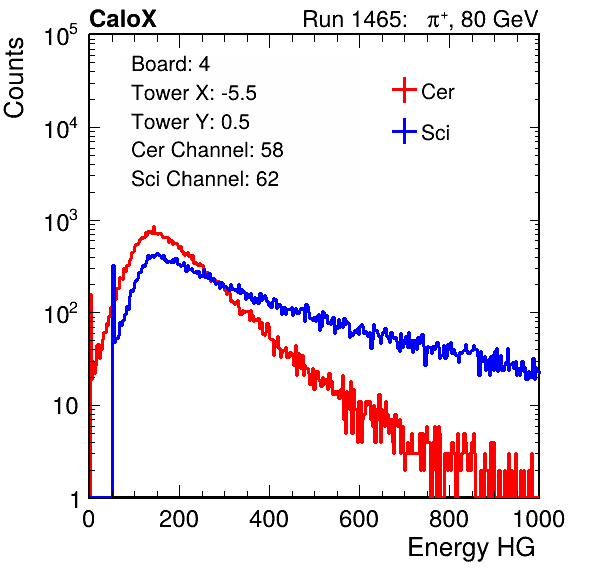 CaloX Run 1465: π⁺, 80 GeV
Counts
10⁵
10⁴
10³
10²
10
1
Board: 4
Tower X: -5.5
Tower Y: 0.5
Cer Channel: 58
Sci Channel: 62
Cer
Sci
0 200 400 600 800 1000
Energy HG